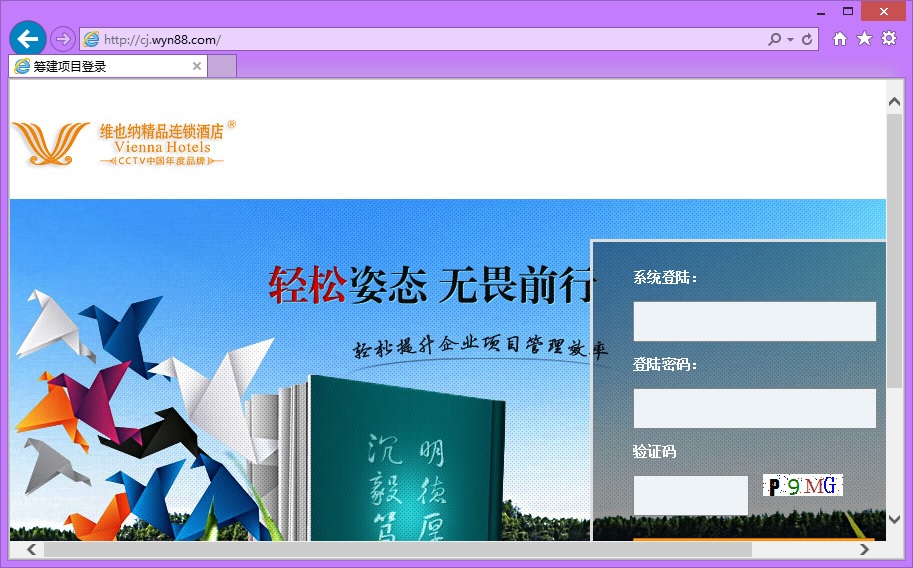 http://cj.wyn88.com/
筹建项目登录
维也纳精品连锁酒店®
Vienna Hotels
CCTV中国年度品牌
轻松姿态 无畏前行
轻松提升企业项目管理效率
系统登陆：
登陆密码：
验证码
P9MG
明德厚
沉毅笃